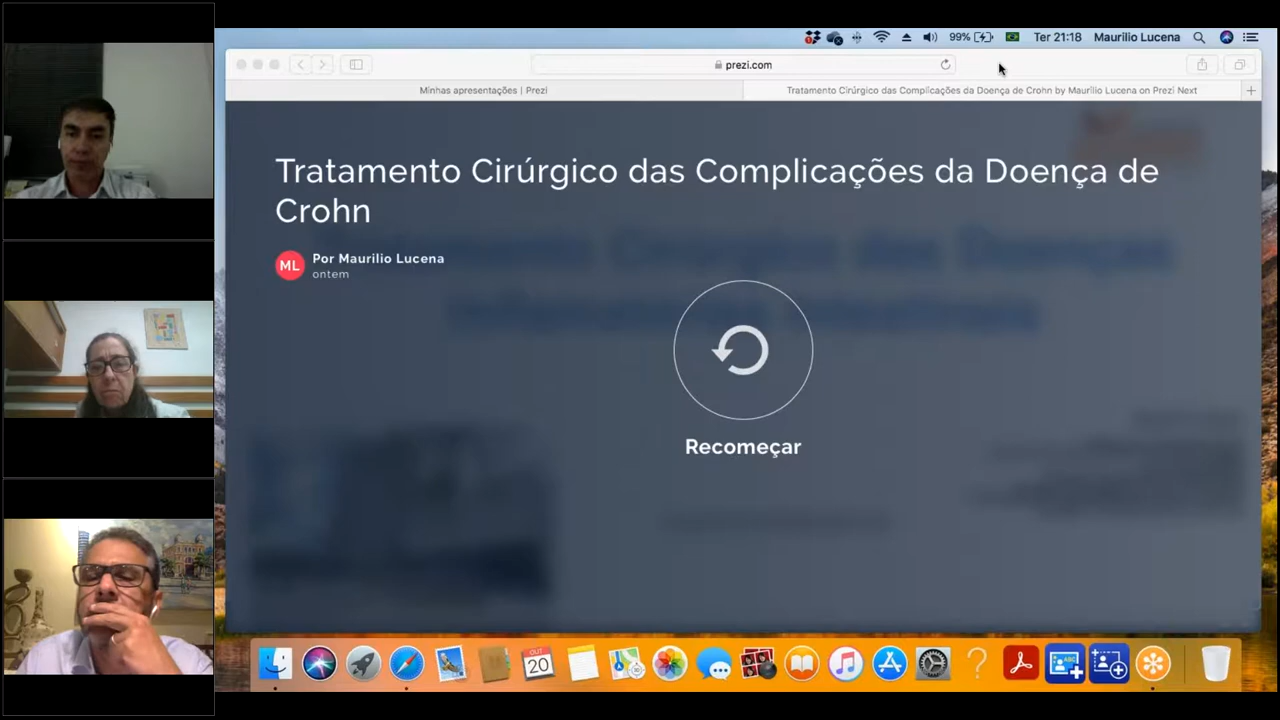 99%
Ter 21:18
Maurilio Lucena
prezi.com
Minhas apresentações | Prezi
Tratamento Cirúrgico das Complicações da Doença de Crohn by Maurilio Lucena on Prezi Next
Tratamento Cirúrgico das Complicações da Doença de
Crohn
ML
Por Maurilio Lucena
ontem
Recomeçar
OUT
20